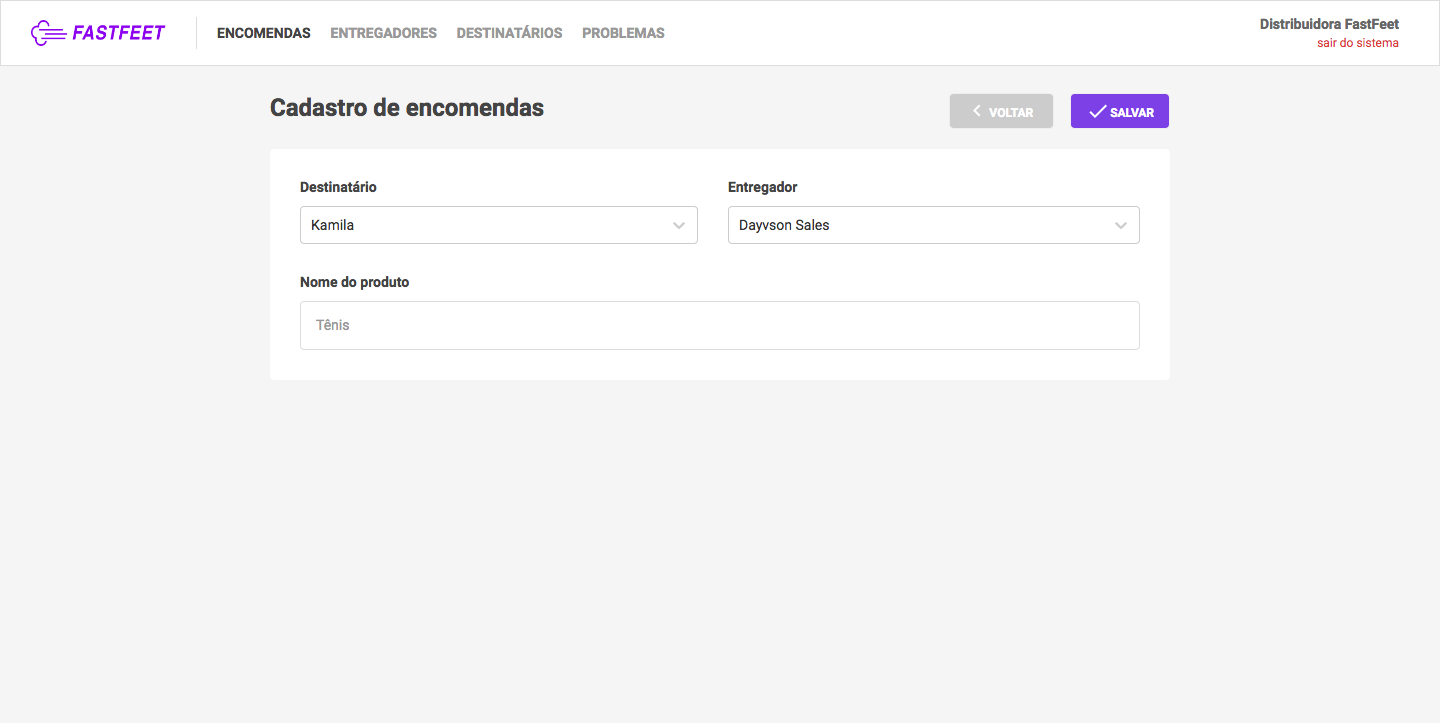 FASTFEET
ENCOMENDAS ENTREGADORES DESTINATÁRIOS PROBLEMAS
Distribuidora FastFeet
sair do sistema
Cadastro de encomendas
VOLTAR
SALVAR
Destinatário
Kamila
Entregador
Dayvson Sales
Nome do produto
Tênis